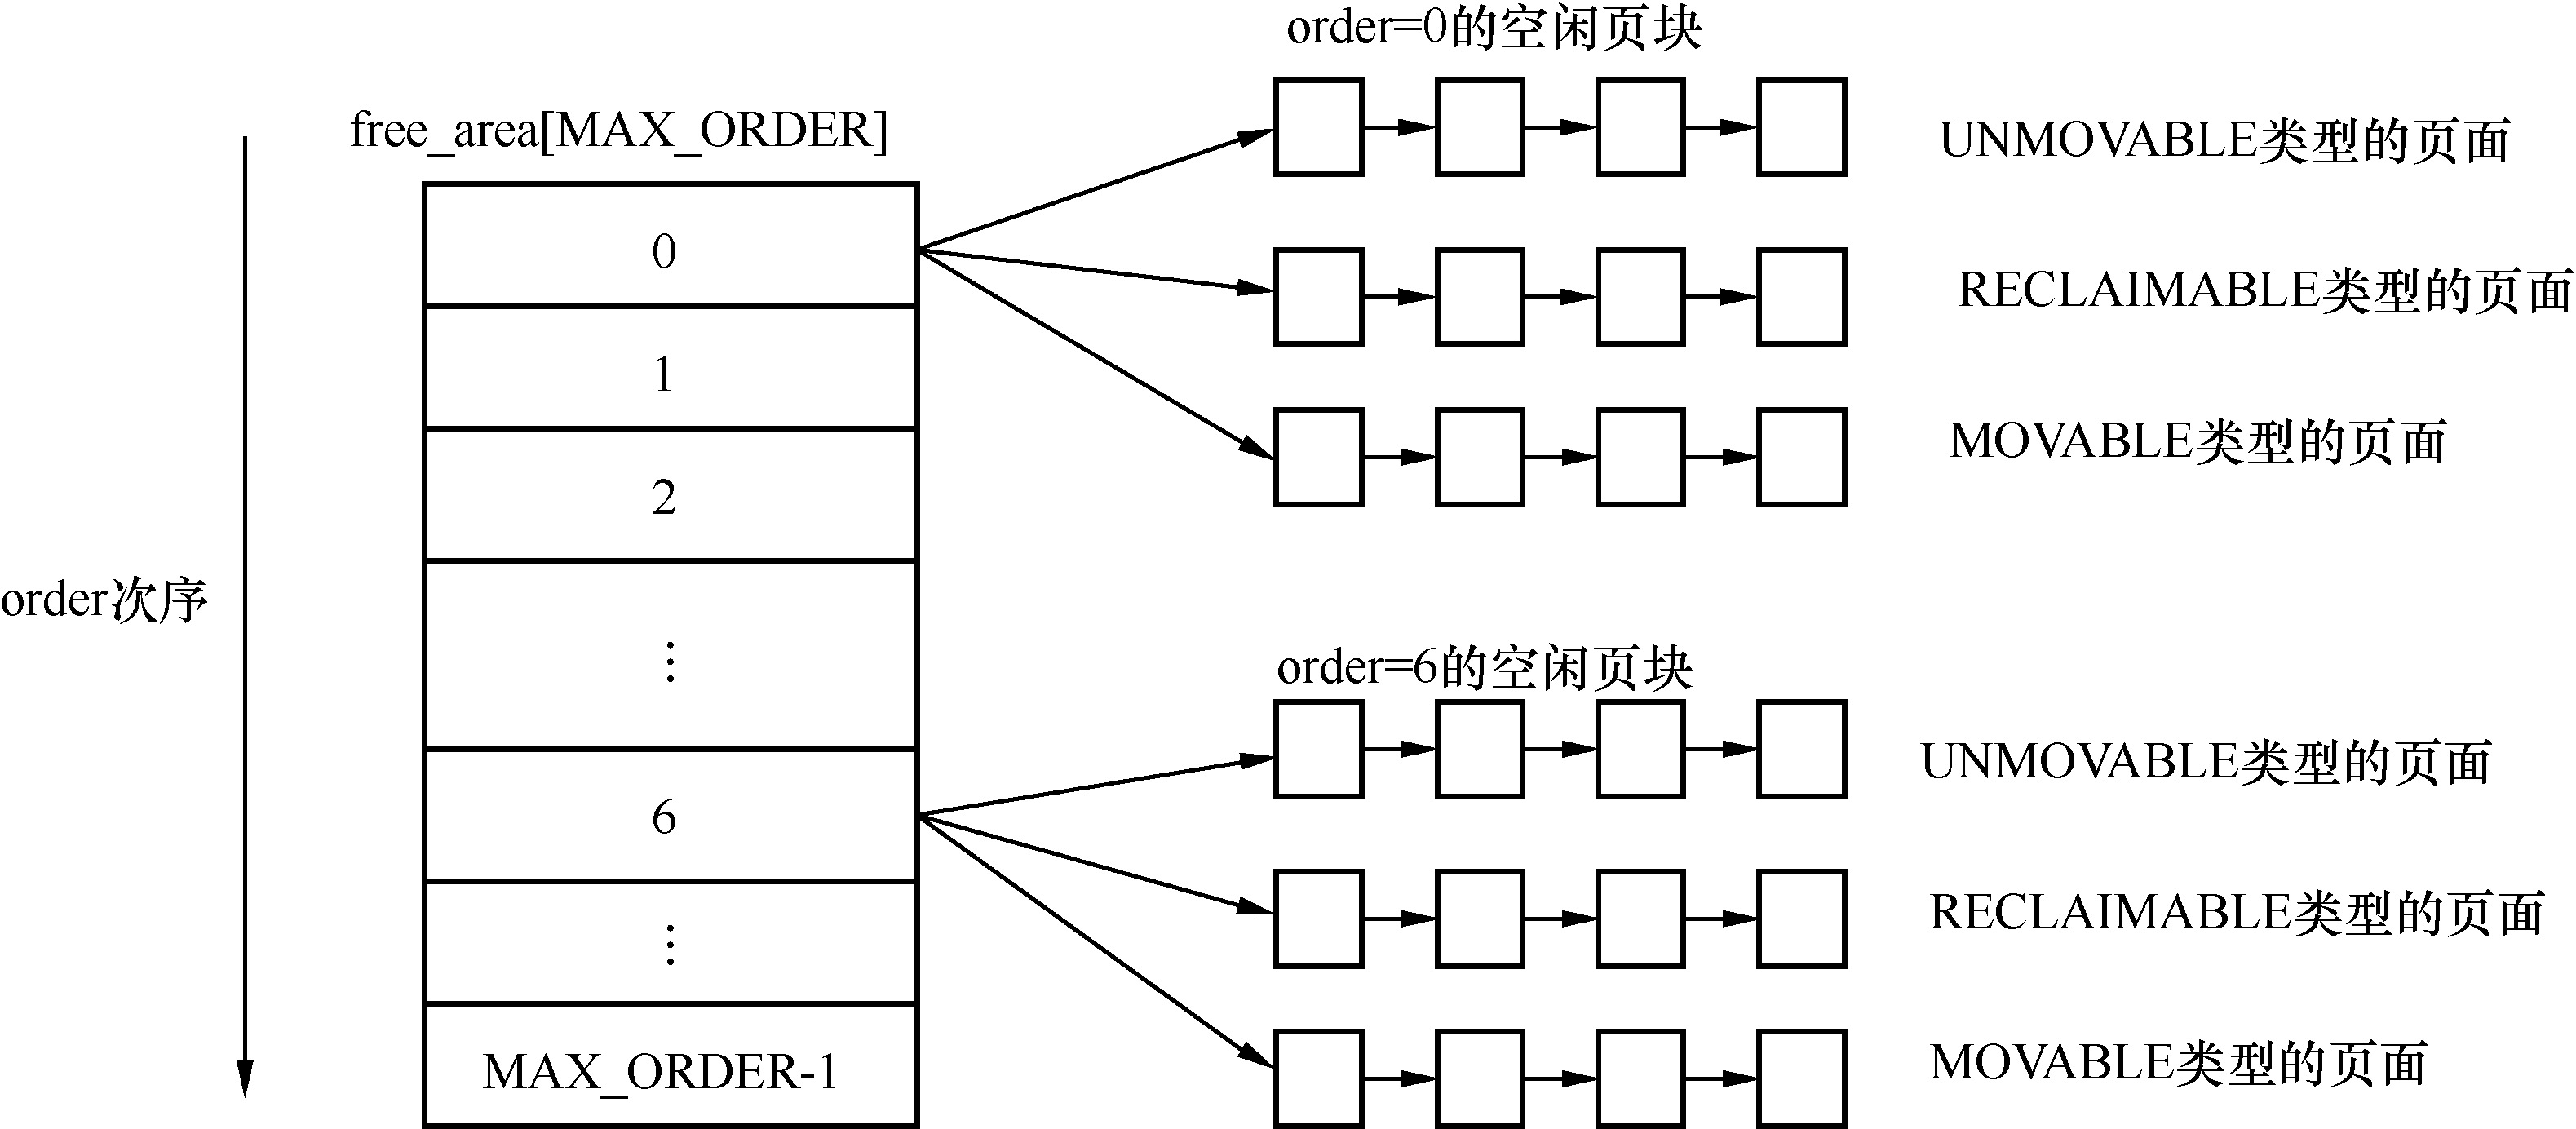 order=0的空闲页块
free_area[MAX_ORDER]
UNMOVABLE类型的页面
0
RECLAIMABLE类型的页面
1
MOVABLE类型的页面
2
order次序
⋮
order=6的空闲页块
UNMOVABLE类型的页面
6
RECLAIMABLE类型的页面
⋮
MOVABLE类型的页面
MAX_ORDER-1